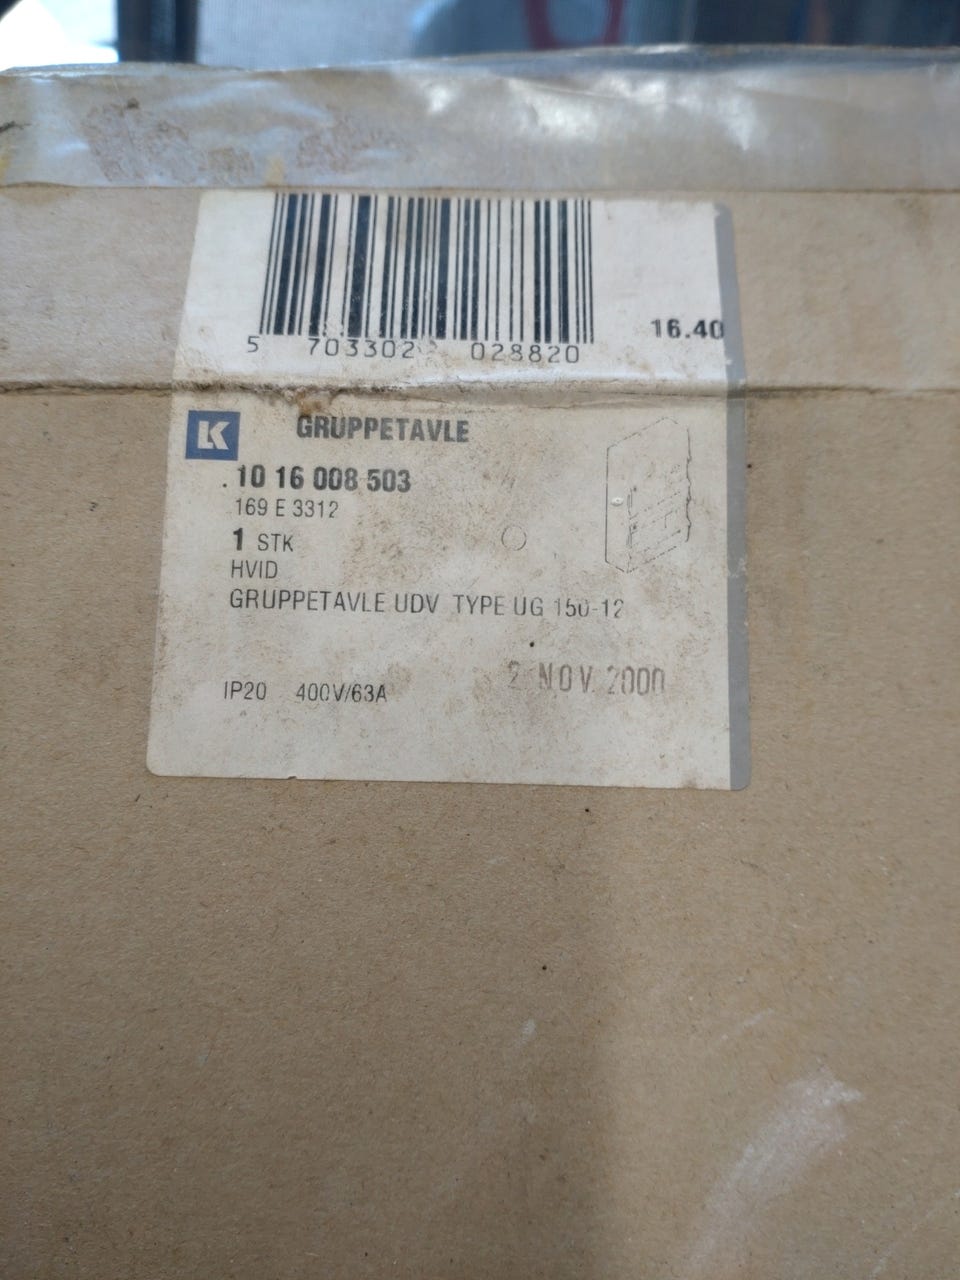 5 703302 028820
16.40
LK
GRUPPETAVLE
. 10 16 008 503
169 E 3312
1 STK
HVID
GRUPPETAVLE UDV TYPE UG 150-12
2 NOV. 2000
IP20 400V/63A